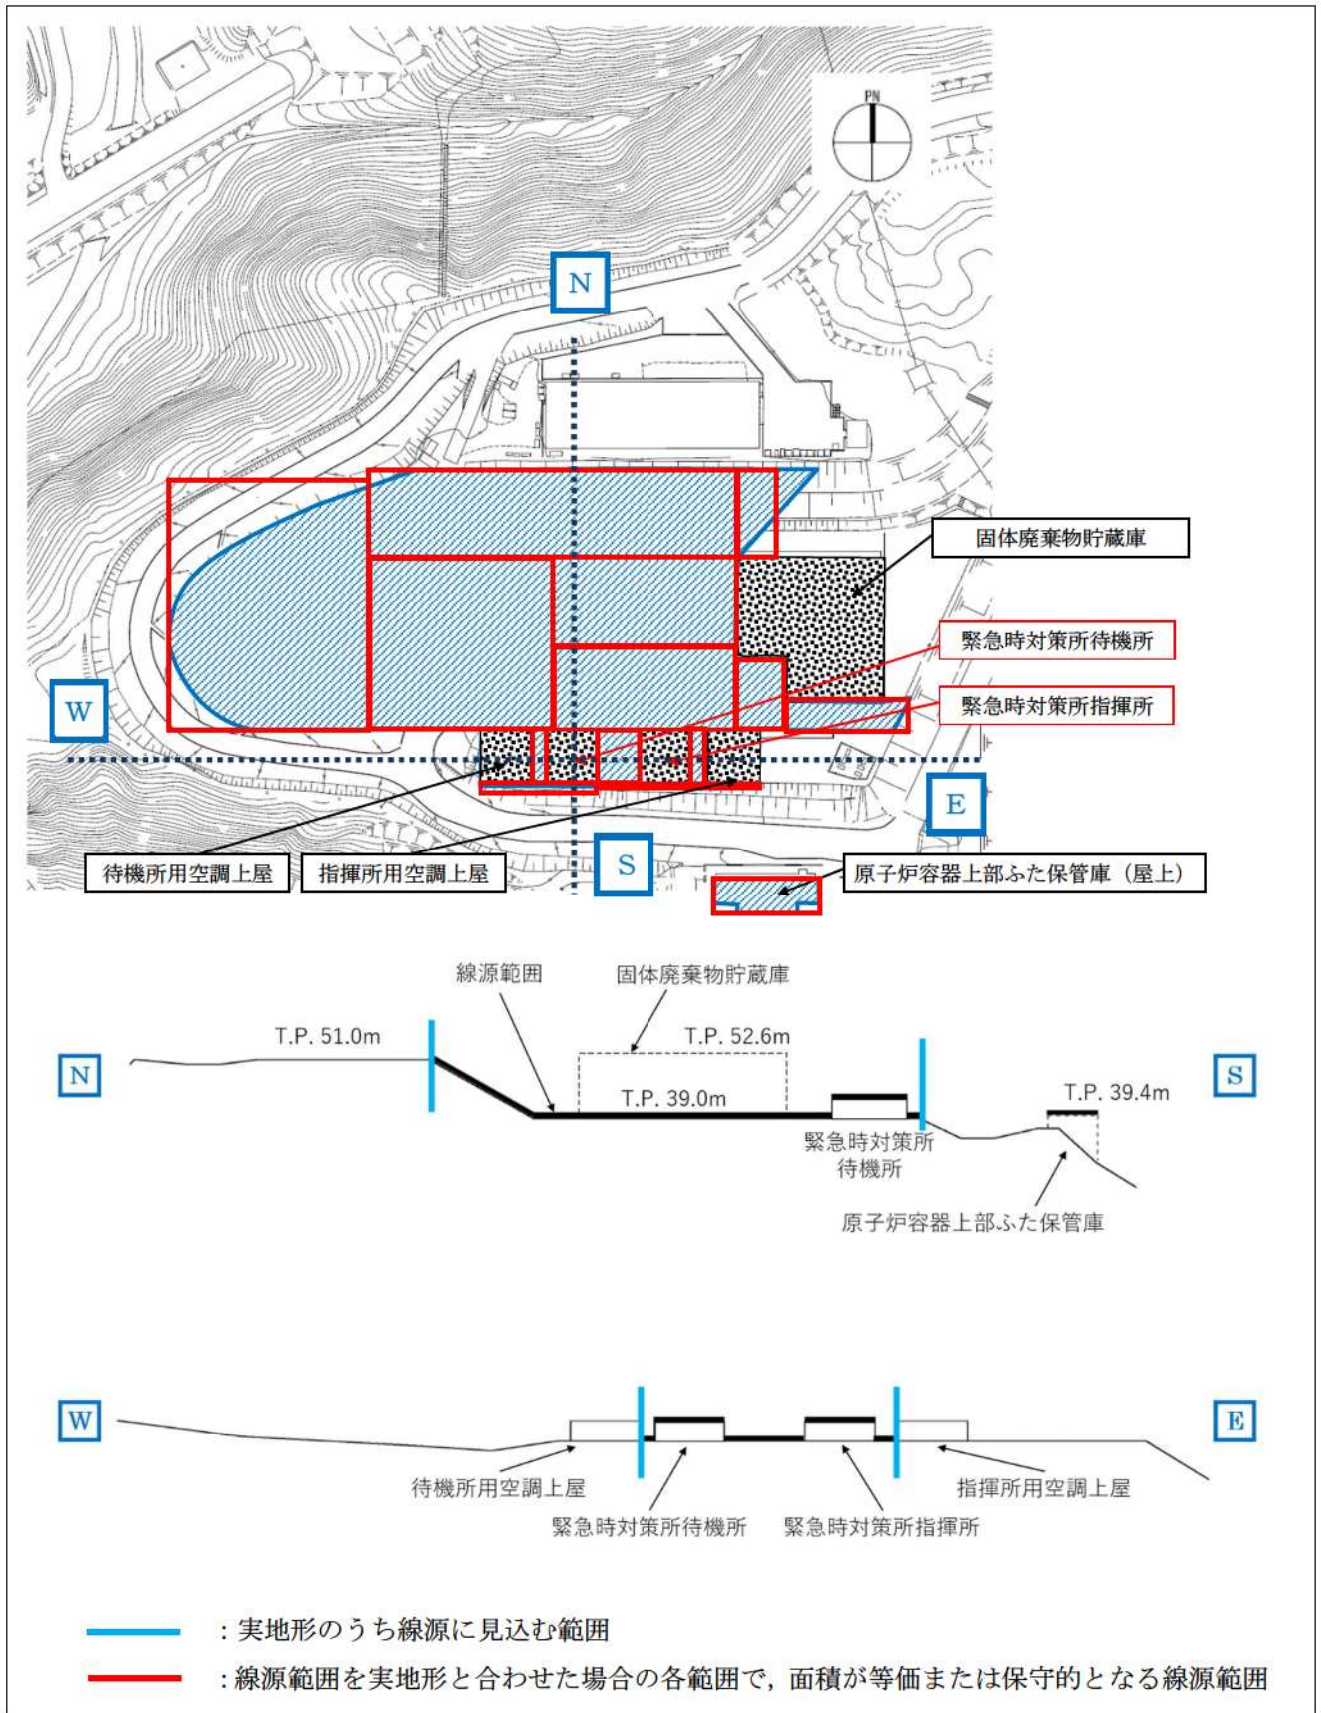 PN
N
固体廃棄物貯蔵庫
緊急時対策所待機所
W
緊急時対策所指揮所
E
S
待機所用空調上屋
指揮所用空調上屋
原子炉容器上部ふた保管庫（屋上）
線源範囲
固体廃棄物貯蔵庫
T.P. 51.0m
T.P. 52.6m
N
S
T.P. 39.0m
T.P. 39.4m
緊急時対策所
待機所
原子炉容器上部ふた保管庫
W
E
待機所用空調上屋
指揮所用空調上屋
緊急時対策所待機所
緊急時対策所指揮所
：実地形のうち線源に見込む範囲
：線源範囲を実地形と合わせた場合の各範囲で，面積が等価または保守的となる線源範囲